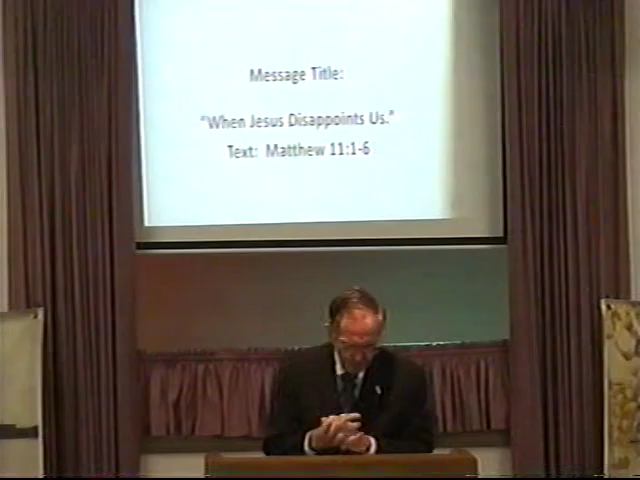 Message Title:
"When Jesus Disappoints Us."
Text: Matthew 11:1-6